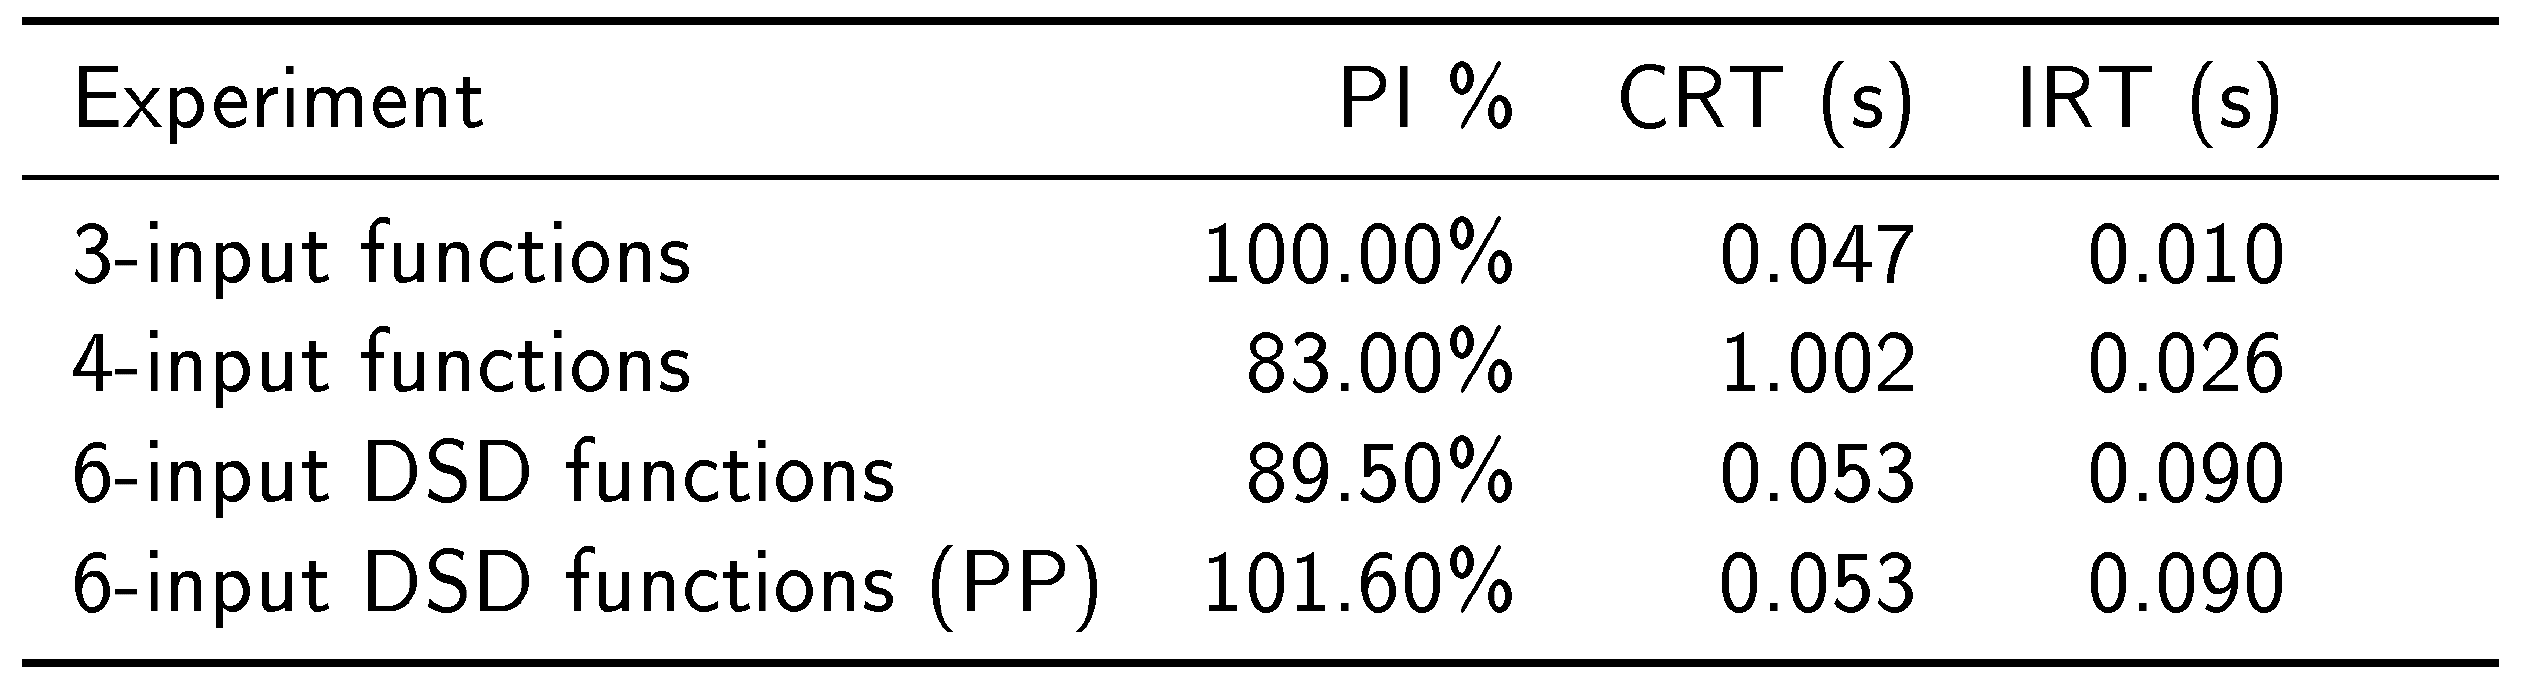 Experiment PI % CRT (s) IRT (s)
3-input functions 100.00% 0.047 0.010
4-input functions 83.00% 1.002 0.026
6-input DSD functions 89.50% 0.053 0.090
6-input DSD functions (PP) 101.60% 0.053 0.090